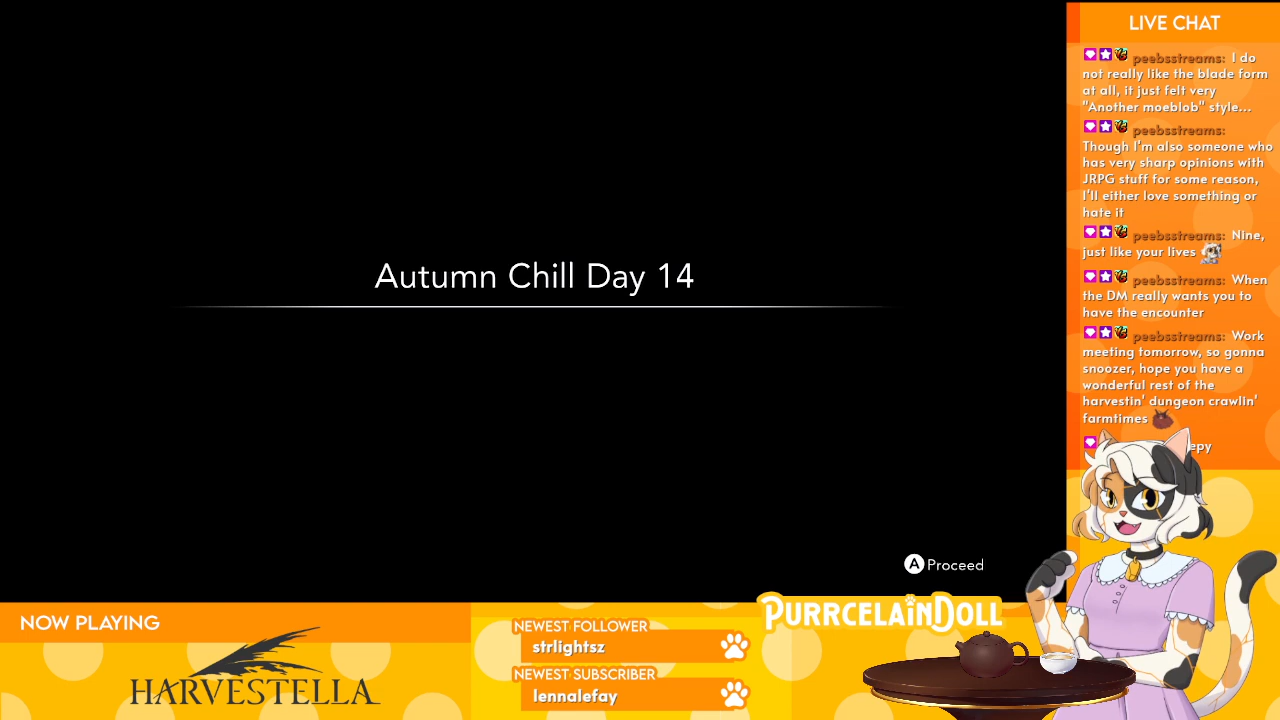 LIVE CHAT
peebsstreams: I do
not really like the blade form
at all, it just felt very
"Another moeblob" style...
peebsstreams:
Though I'm also someone who
has very sharp opinions with
JRPG stuff for some reason,
I'll either love something or
hate it
peebsstreams: Nine,
just like your lives
peebsstreams: When
the DM really wants you to
have the encounter
peebsstreams: Work
meeting tomorrow, so gonna
snoozer, hope you have a
wonderful rest of the
harvestin' dungeon crawlin'
farmtimes
Autumn Chill Day 14
A Proceed
NOW PLAYING
HARVESTELLA
NEWEST FOLLOWER
strlightsz
NEWEST SUBSCRIBER
lennalefay
PURRCELAINDOLL